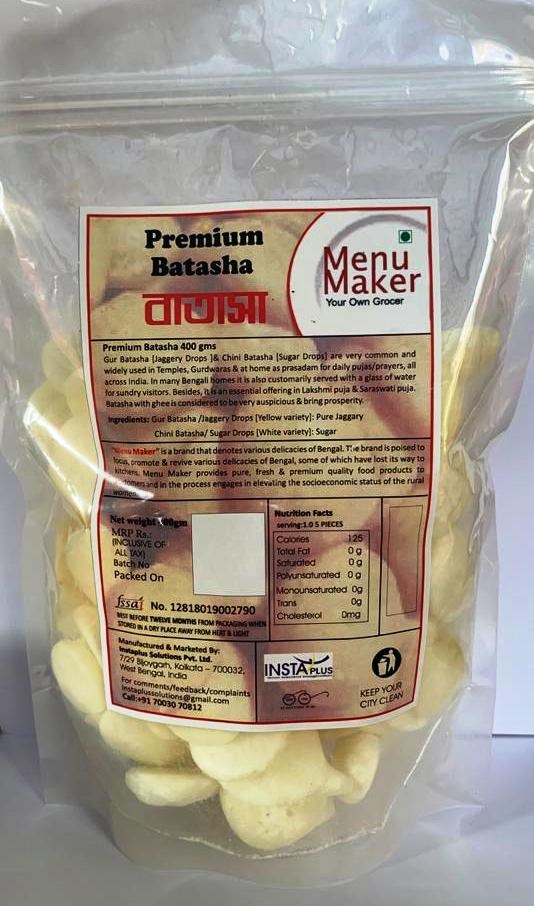 Premium
Batasha
বাতাসা
Menu
Maker
Your Own Grocer
Premium Batasha 400 gms
Gur Batasha [Jaggery Drops ]& Chini Batasha [Sugar Drops] are very common and
widely used in Temples, Gurdwaras & at home as prasadam for daily pujas/prayers, all
across India. In many Bengali homes it is also customarily served with a glass of water
for sundry visitors. Besides, it is an essential offering in Lakshmi puja & Saraswati puja.
Batasha with ghee is considered to be very auspicious & bring prosperity.
Ingredients: Gur Batasha /Jaggery Drops [Yellow variety]: Pure Jaggary
Chini Batasha/ Sugar Drops [White variety]: Sugar
"Menu Maker" is a brand that denotes various delicacies of Bengal. The brand is poised to
focus, promote & revive various delicacies of Bengal, some of which have lost its way to
kitchens. Menu Maker provides pure, fresh & premium quality food products to
and in the process engages in elevating the socioeconomic status of the rural
women.
Net weight
MRP Rs.:
(INCLUSIVE OF
ALL TAX)
Batch No
Packed On
fssai No. 12818019002790
BEST BEFORE TWELVE MONTHS FROM PACKAGING WHEN
STORED IN A DRY PLACE AWAY FROM HEAT & LIGHT
Nutrition Facts
serving:1.0 5 PIECES
Calories 125
Total Fat 0 g
Saturated 0 g
Polyunsaturated 0 g
Monounsaturated 0g
Trans 0g
Cholesterol 0mg
Manufactured & Marketed By:
Instaplus Solutions Pvt. Ltd.
7/29 Bijoygarh, Kolkata – 700032,
West Bengal, India
For comments/feedback/complaints
instaplussolutions@gmail.com
Call:+91 70030 70812
INSTA PLUS
KEEP YOUR
CITY CLEAN